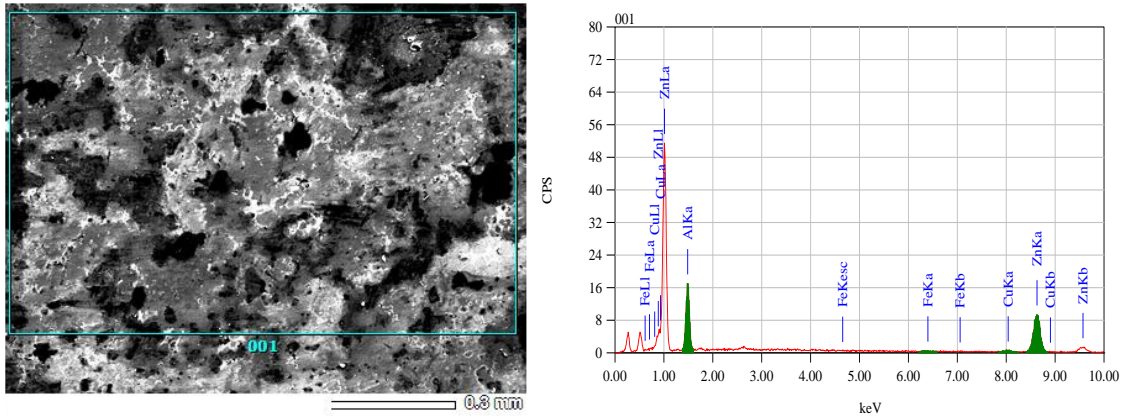 001
0.3 mm
001
CPS
80
72
64
56
48
40
32
24
16
8
0
FeLl
FeLa
CuLl
CuLa
ZnLl
ZnLa
AlKa
FeKesc
FeKa
FeKb
CuKa
ZnKa
CuKb
ZnKb
0.00 1.00 2.00 3.00 4.00 5.00 6.00 7.00 8.00 9.00 10.00
keV